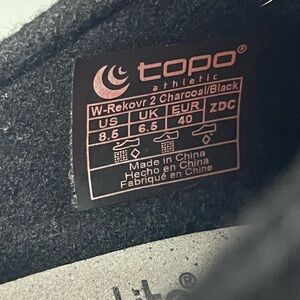 topo®
athletic
W-Rekovr 2 Charcoal/Black
US UK EUR ZDC
8.5 6.5 40
Made in China
Hecho en China
Fabriqué en Chine